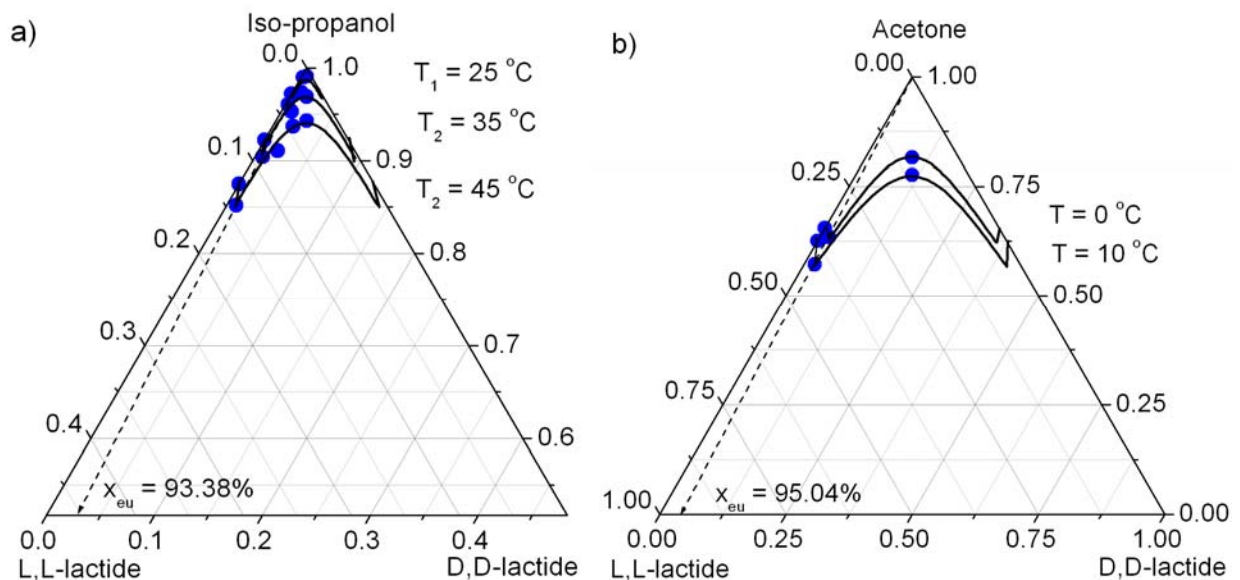 a)
Iso-propanol
0.0
1.0
T1 = 25 °C
0.1
0.9
T2 = 35 °C
T2 = 45 °C
0.2
0.8
0.3
0.7
0.4
0.6
xeu = 93.38%
0.0 0.1 0.2 0.3 0.4
L,L-lactide D,D-lactide
b)
Acetone
0.00
1.00
0.25
0.75
T = 0 °C
T = 10 °C
0.50
0.50
0.75
0.25
xeu = 95.04%
1.00
0.00
0.00 0.25 0.50 0.75 1.00
L,L-lactide D,D-lactide